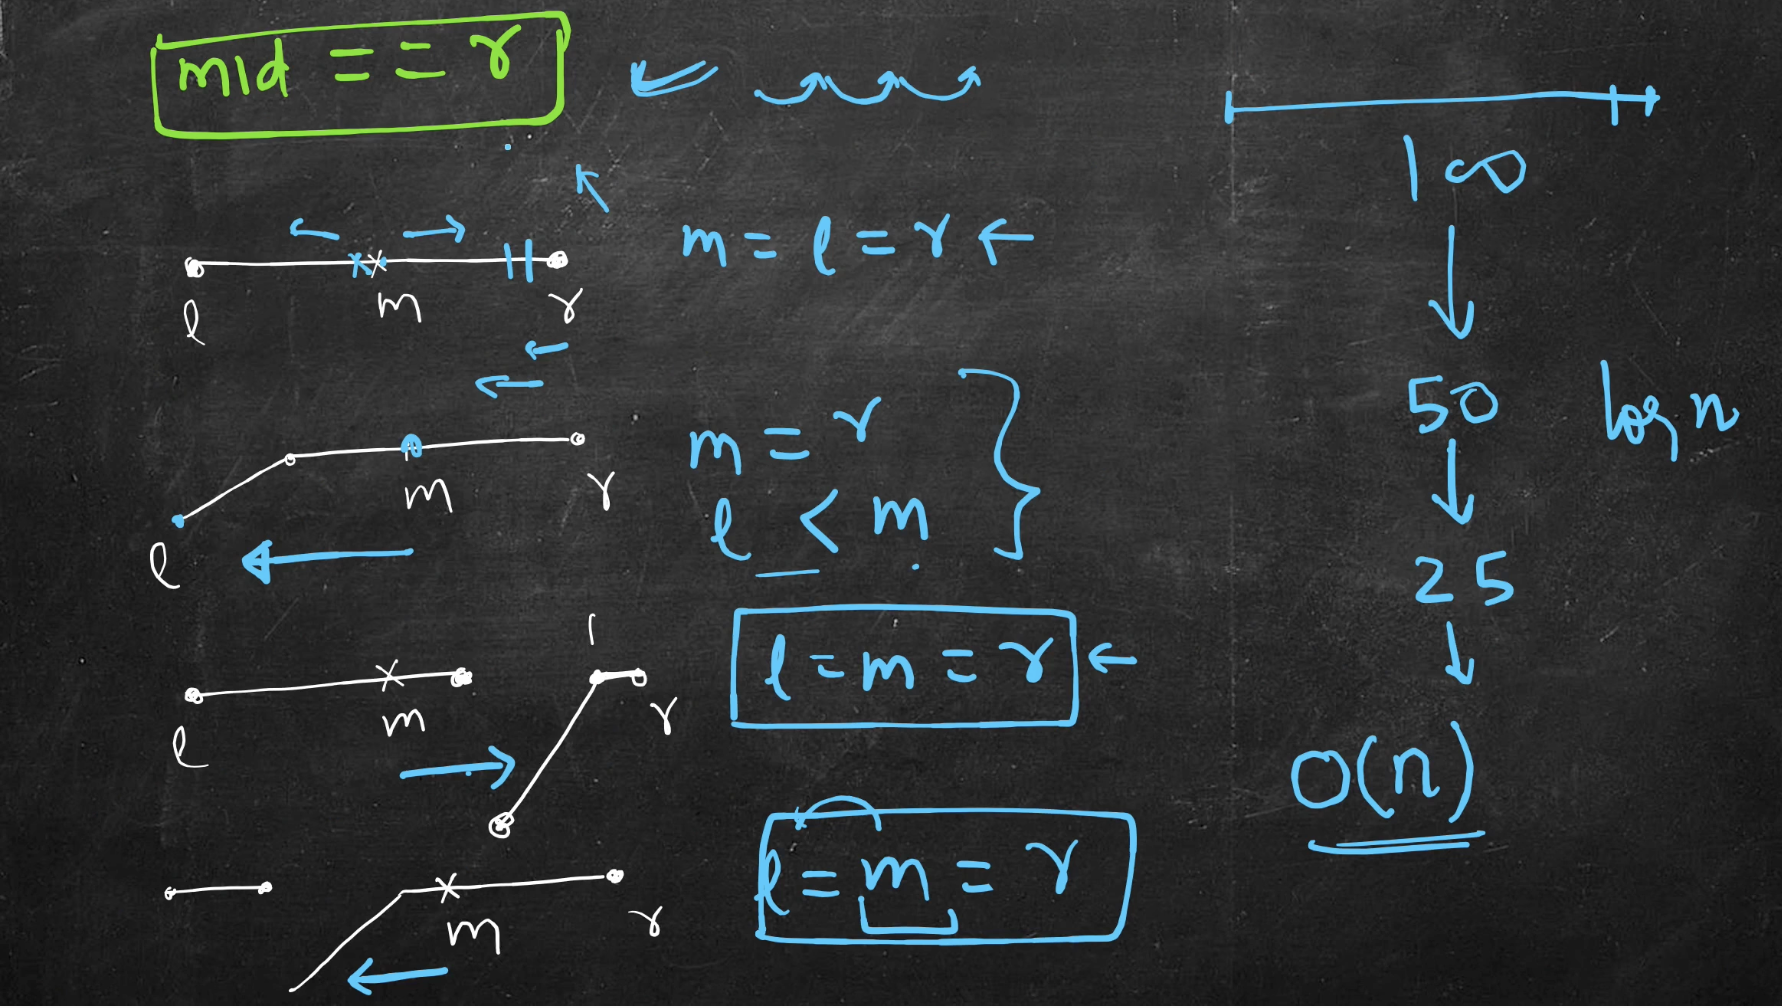 mid == r
m = l = r ←
l m r
m = r
l < m
l m r
l = m = r ←
l m r
l = m = r
m r
100
50
log n
25
O(n)